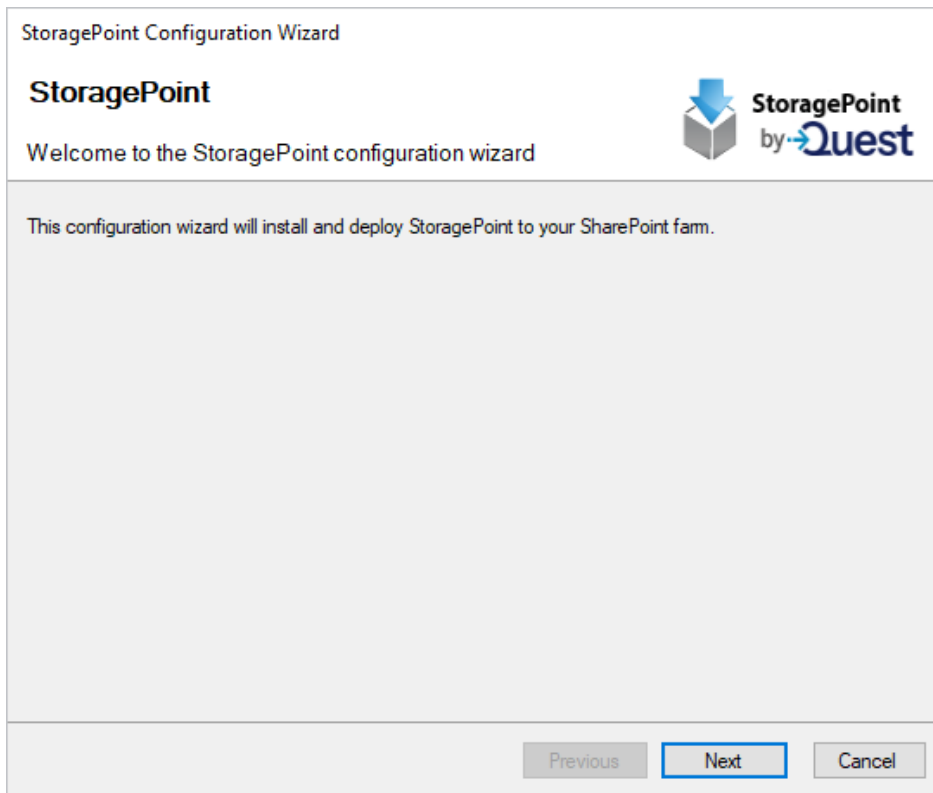 StoragePoint Configuration Wizard
StoragePoint
Welcome to the StoragePoint configuration wizard
StoragePoint
by Quest
This configuration wizard will install and deploy StoragePoint to your SharePoint farm.
Previous
Next
Cancel